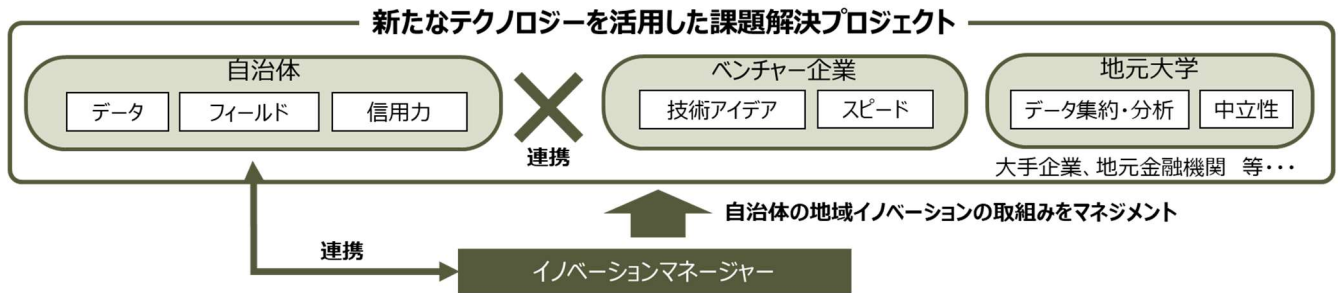 新たなテクノロジーを活用した課題解決プロジェクト
自治体
データ
フィールド
信用力
連携
ベンチャー企業
技術アイデア
スピード
地元大学
データ集約・分析
中立性
大手企業、地元金融機関 等・・・
自治体の地域イノベーションの取組みをマネジメント
連携
イノベーションマネージャー